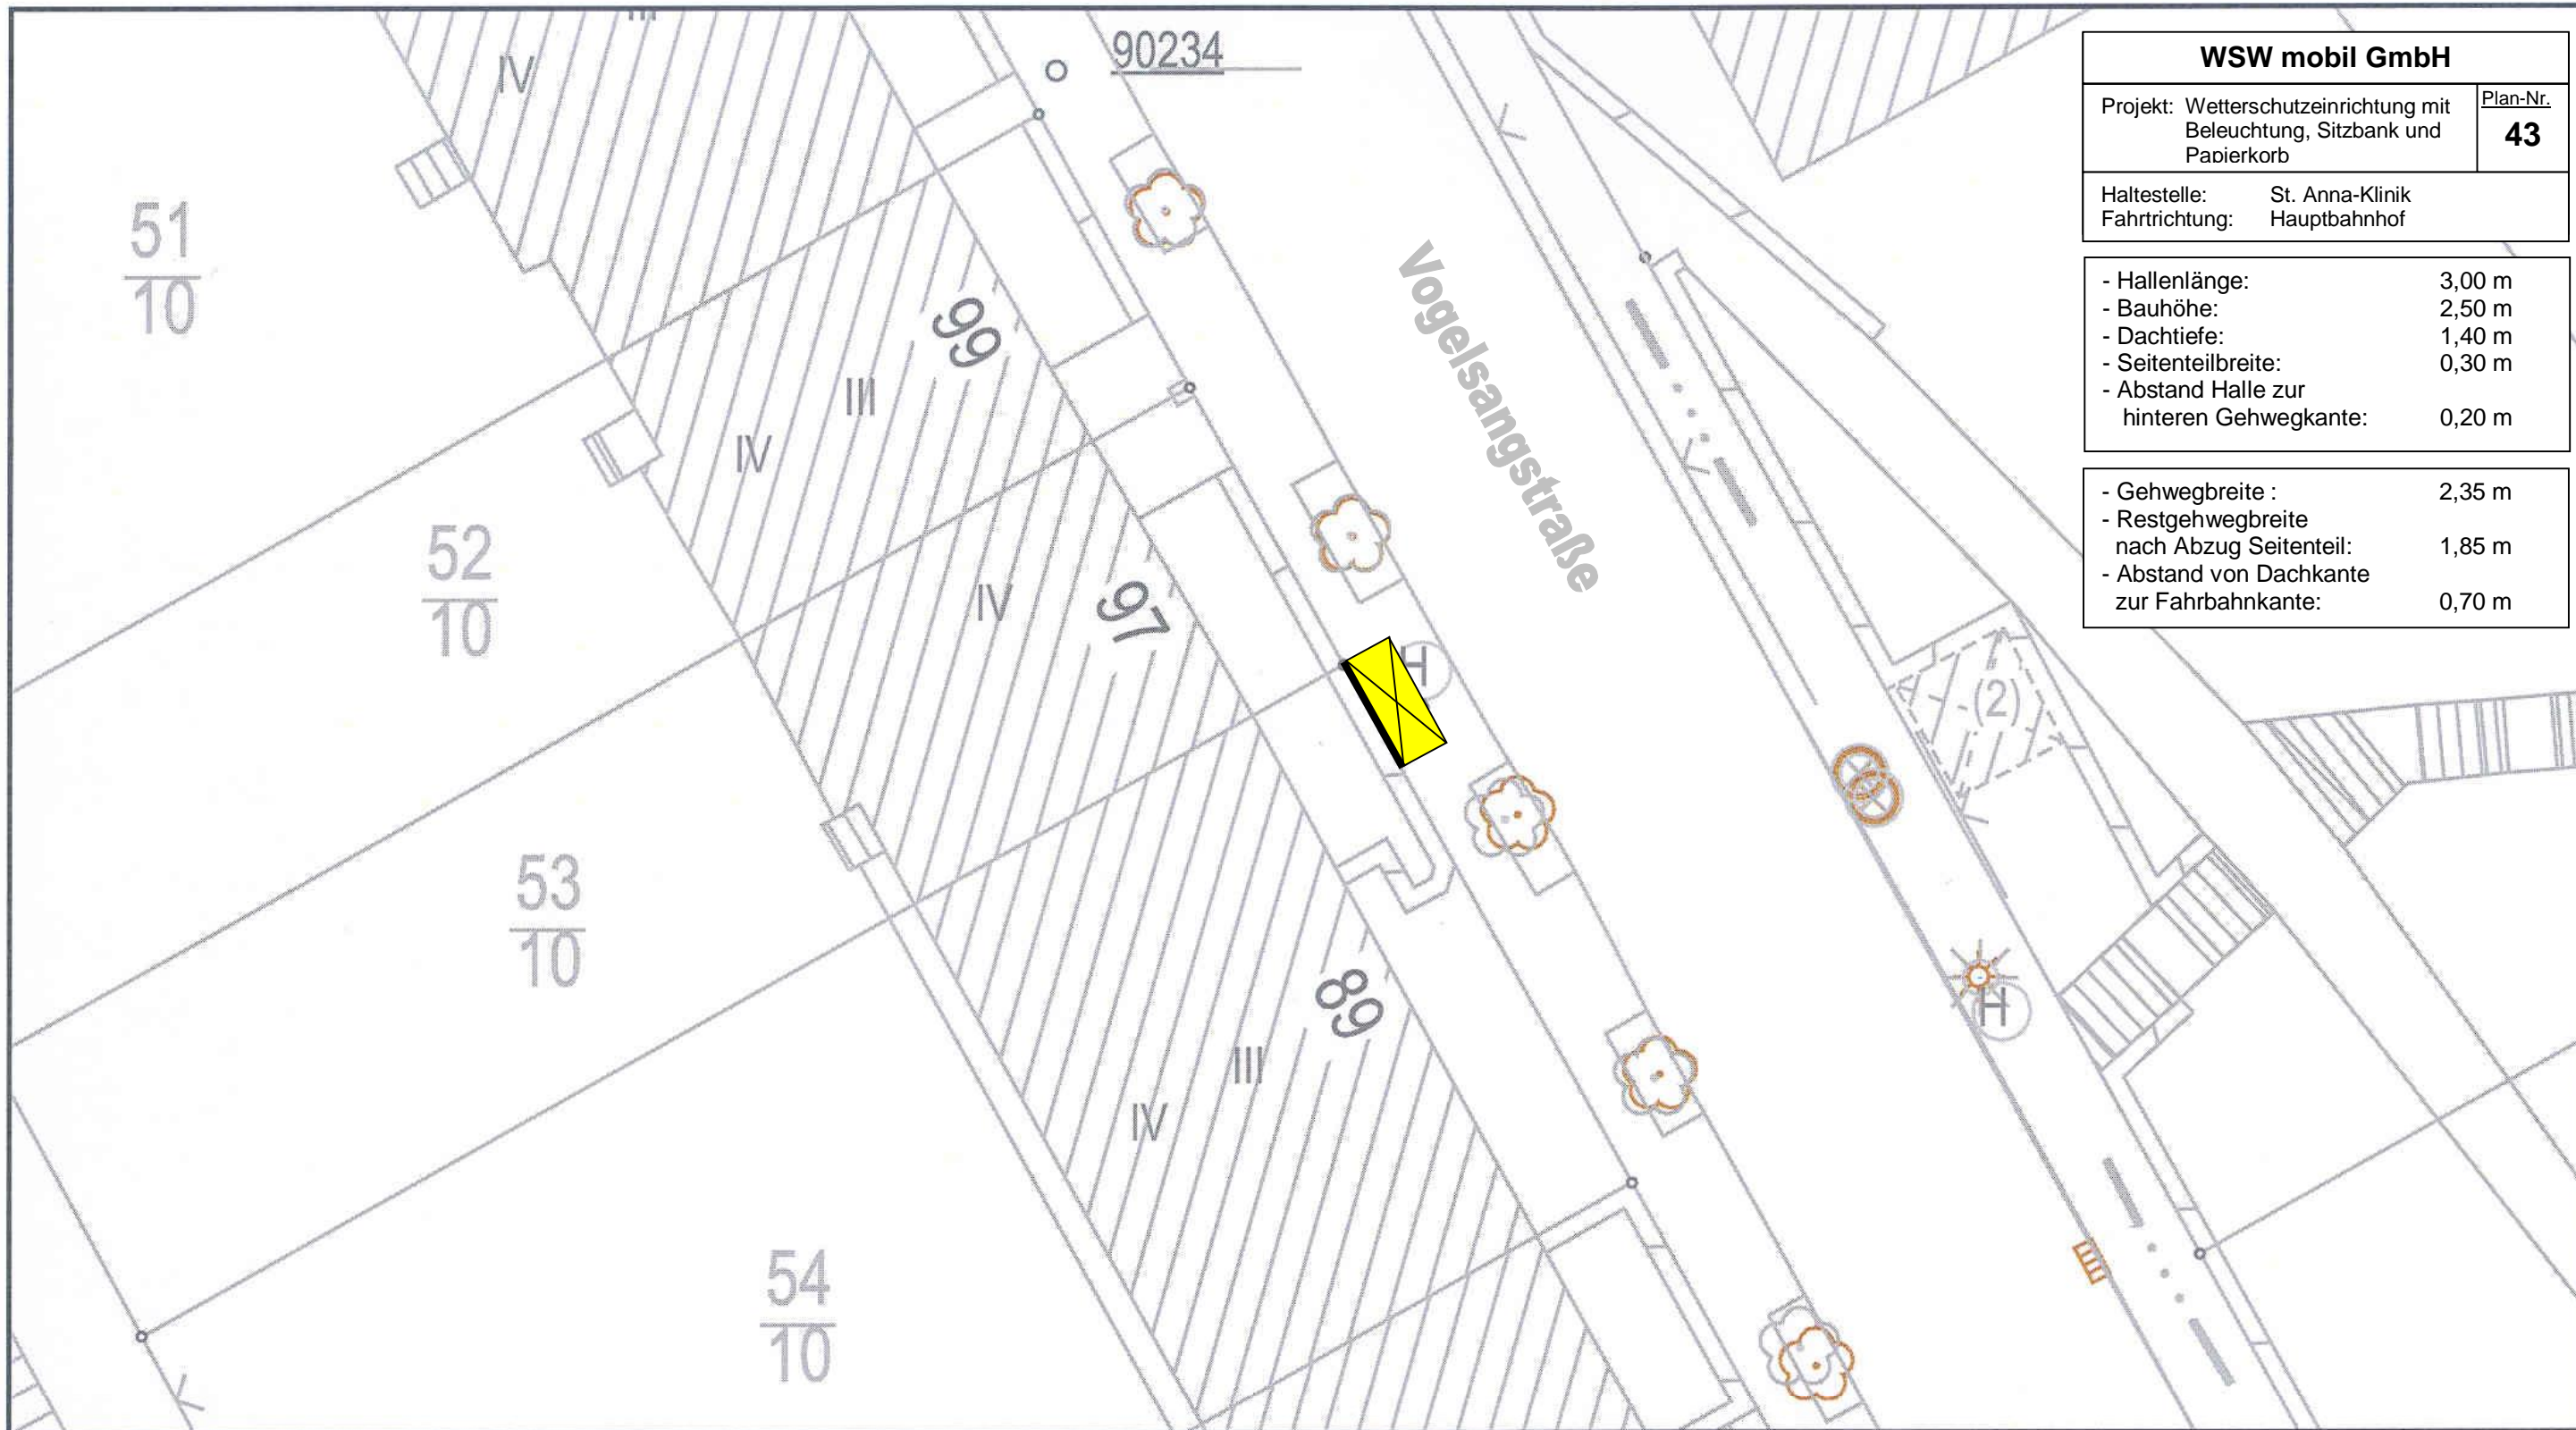 WSW mobil GmbH
Projekt: Wetterschutzeinrichtung mit
Beleuchtung, Sitzbank und
Papierkorb
Plan-Nr.
43
Haltestelle: St. Anna-Klinik
Fahrtrichtung: Hauptbahnhof
- Hallenlänge: 3,00 m
- Bauhöhe: 2,50 m
- Dachtiefe: 1,40 m
- Seitenteilbreite: 0,30 m
- Abstand Halle zur
hinteren Gehwegkante: 0,20 m
- Gehwegbreite : 2,35 m
- Restgehwegbreite
nach Abzug Seitenteil: 1,85 m
- Abstand von Dachkante
zur Fahrbahnkante: 0,70 m
III
IV
90234
51
10
99
III
IV
Vogelsangstraße
52
10
IV
97
H
(2)
53
10
89
III
IV
H
54
10